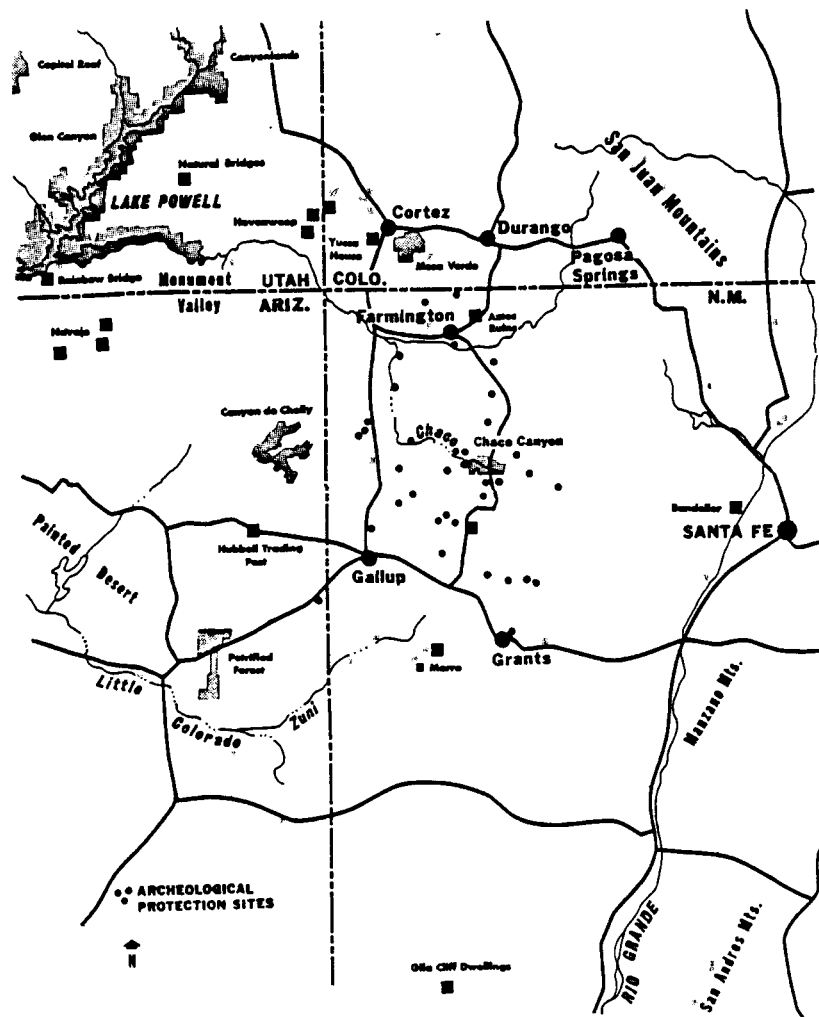 Capitol Reef
Canyonlands
Glen Canyon
Natural Bridges
LAKE POWELL
San Juan Mountains
Hovenweep
Cortez
Durango
Yucca
House
Mesa Verde
Pagosa
Springs
Rainbow Bridge
Monument
Valley
UTAH
COLO.
ARIZ.
N.M.
Navajo
Farmington
Aztec
Ruins
Canyon de Chelly
Chaco
Chaco Canyon
Bandelier
SANTA FE
Painted
Desert
Hubbell Trading
Post
Gallup
Petrified
Forest
Morro
Grants
Little
Colorado
Zuni
Manzano Mts.
ARCHEOLOGICAL
PROTECTION SITES
N
Gila Cliff Dwellings
RIO GRANDE
San Andres Mts.